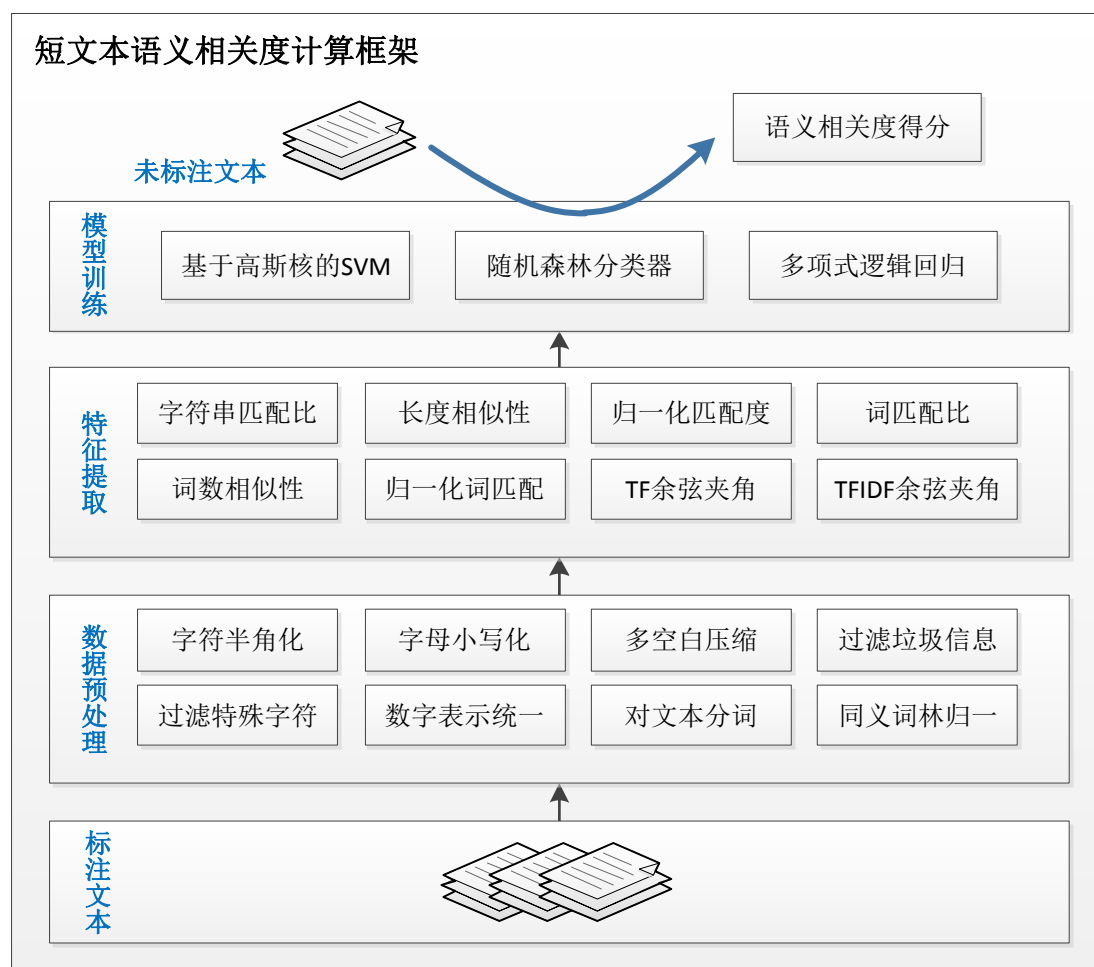 短文本语义相关度计算框架
语义相关度得分
未标注文本
模型训练
基于高斯核的SVM
随机森林分类器
多项式逻辑回归
特征提取
字符串匹配比
长度相似性
归一化匹配度
词匹配比
词数相似性
归一化词匹配
TF余弦夹角
TFIDF余弦夹角
数据预处理
字符半角化
字母小写化
多空白压缩
过滤垃圾信息
过滤特殊字符
数字表示统一
对文本分词
同义词林归一
标注文本